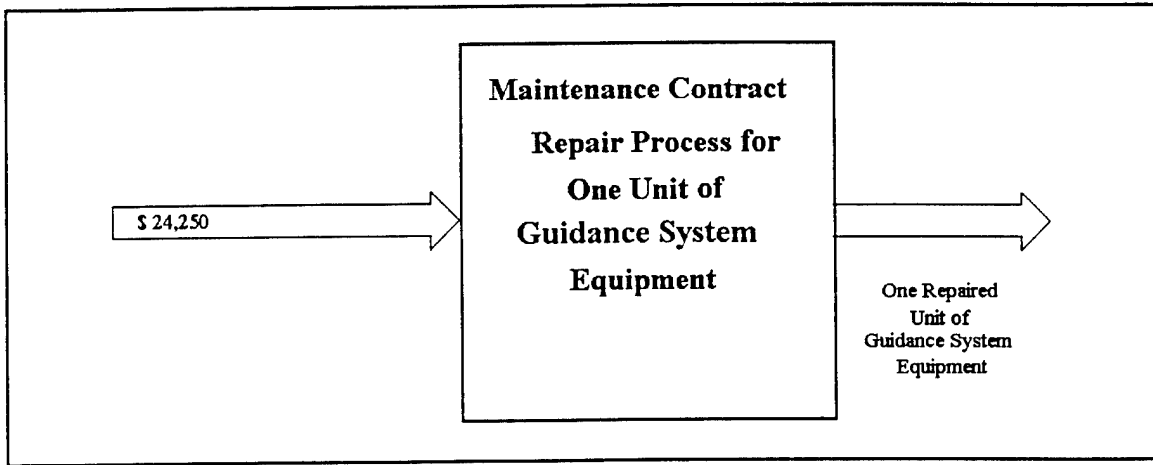 Maintenance Contract
Repair Process for
One Unit of
Guidance System
Equipment
$ 24,250
One Repaired
Unit of
Guidance System
Equipment